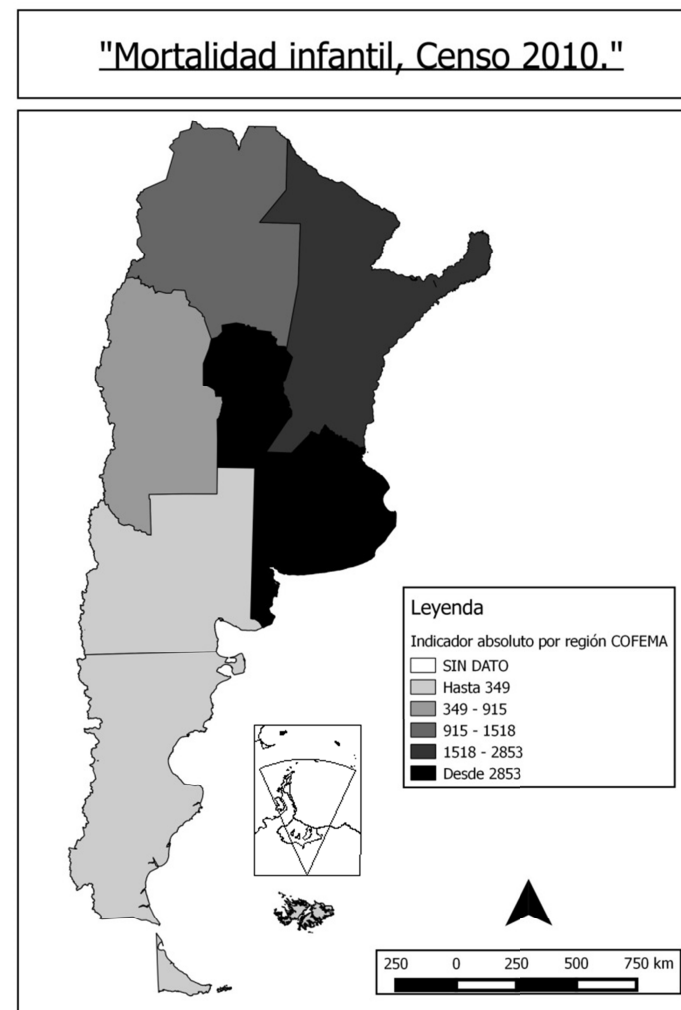 "Mortalidad infantil, Censo 2010."
Leyenda
Indicador absoluto por región COFEMA
SIN DATO
Hasta 349
349 - 915
915 - 1518
1518 - 2853
Desde 2853
250 0 250 500 750 km